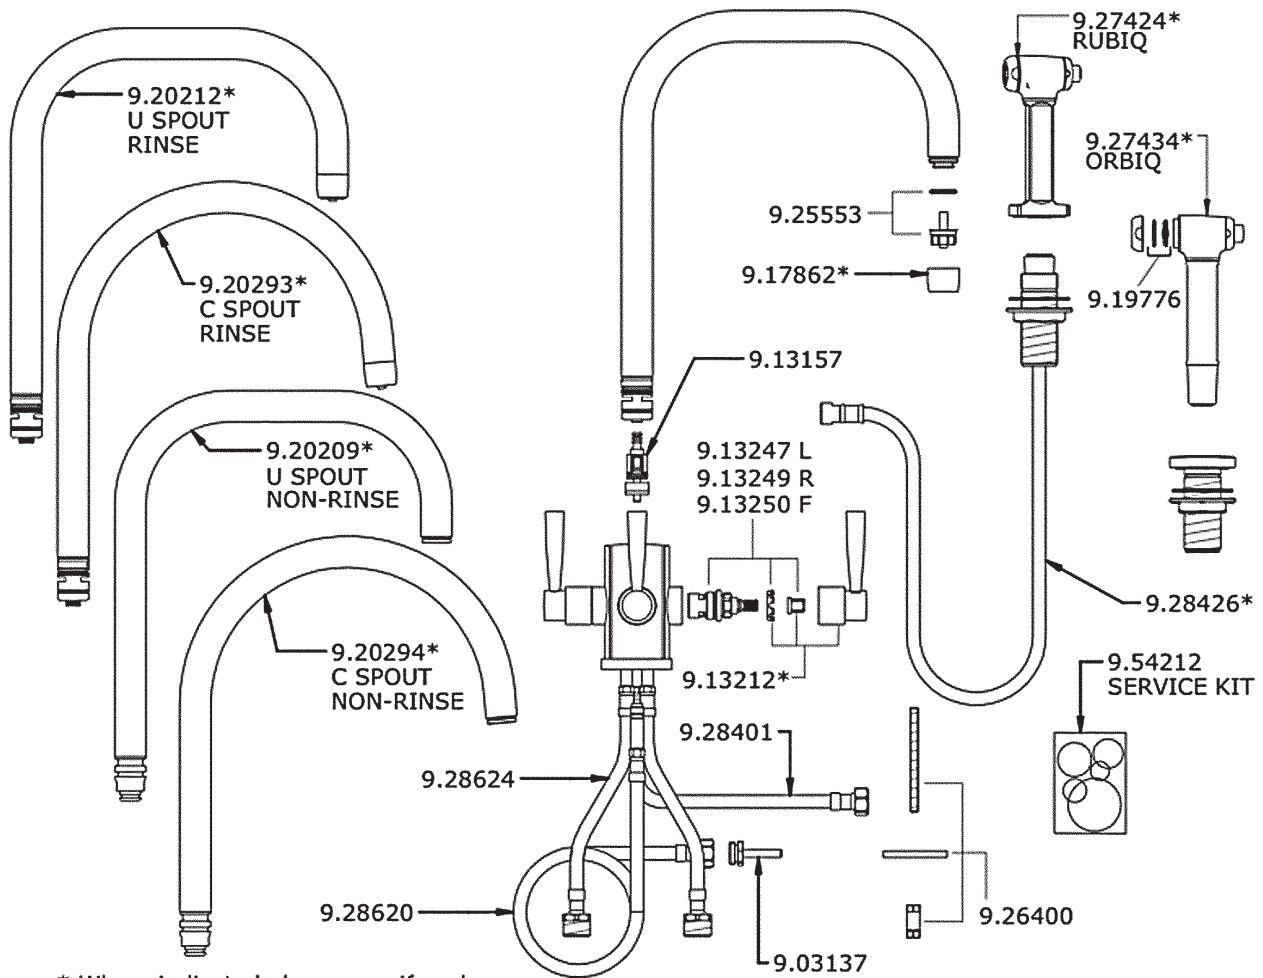 9.27424*
RUBIQ
9.20212*
U SPOUT
RINSE
9.27434*
ORBIQ
9.25553
9.17862*
9.20293*
C SPOUT
RINSE
9.19776
9.13157
9.20209*
U SPOUT
NON-RINSE
9.13247 L
9.13249 R
9.13250 F
9.28426*
9.20294*
C SPOUT
NON-RINSE
9.13212*
9.54212
SERVICE KIT
9.28401
9.28624
9.28620
9.26400
9.03137